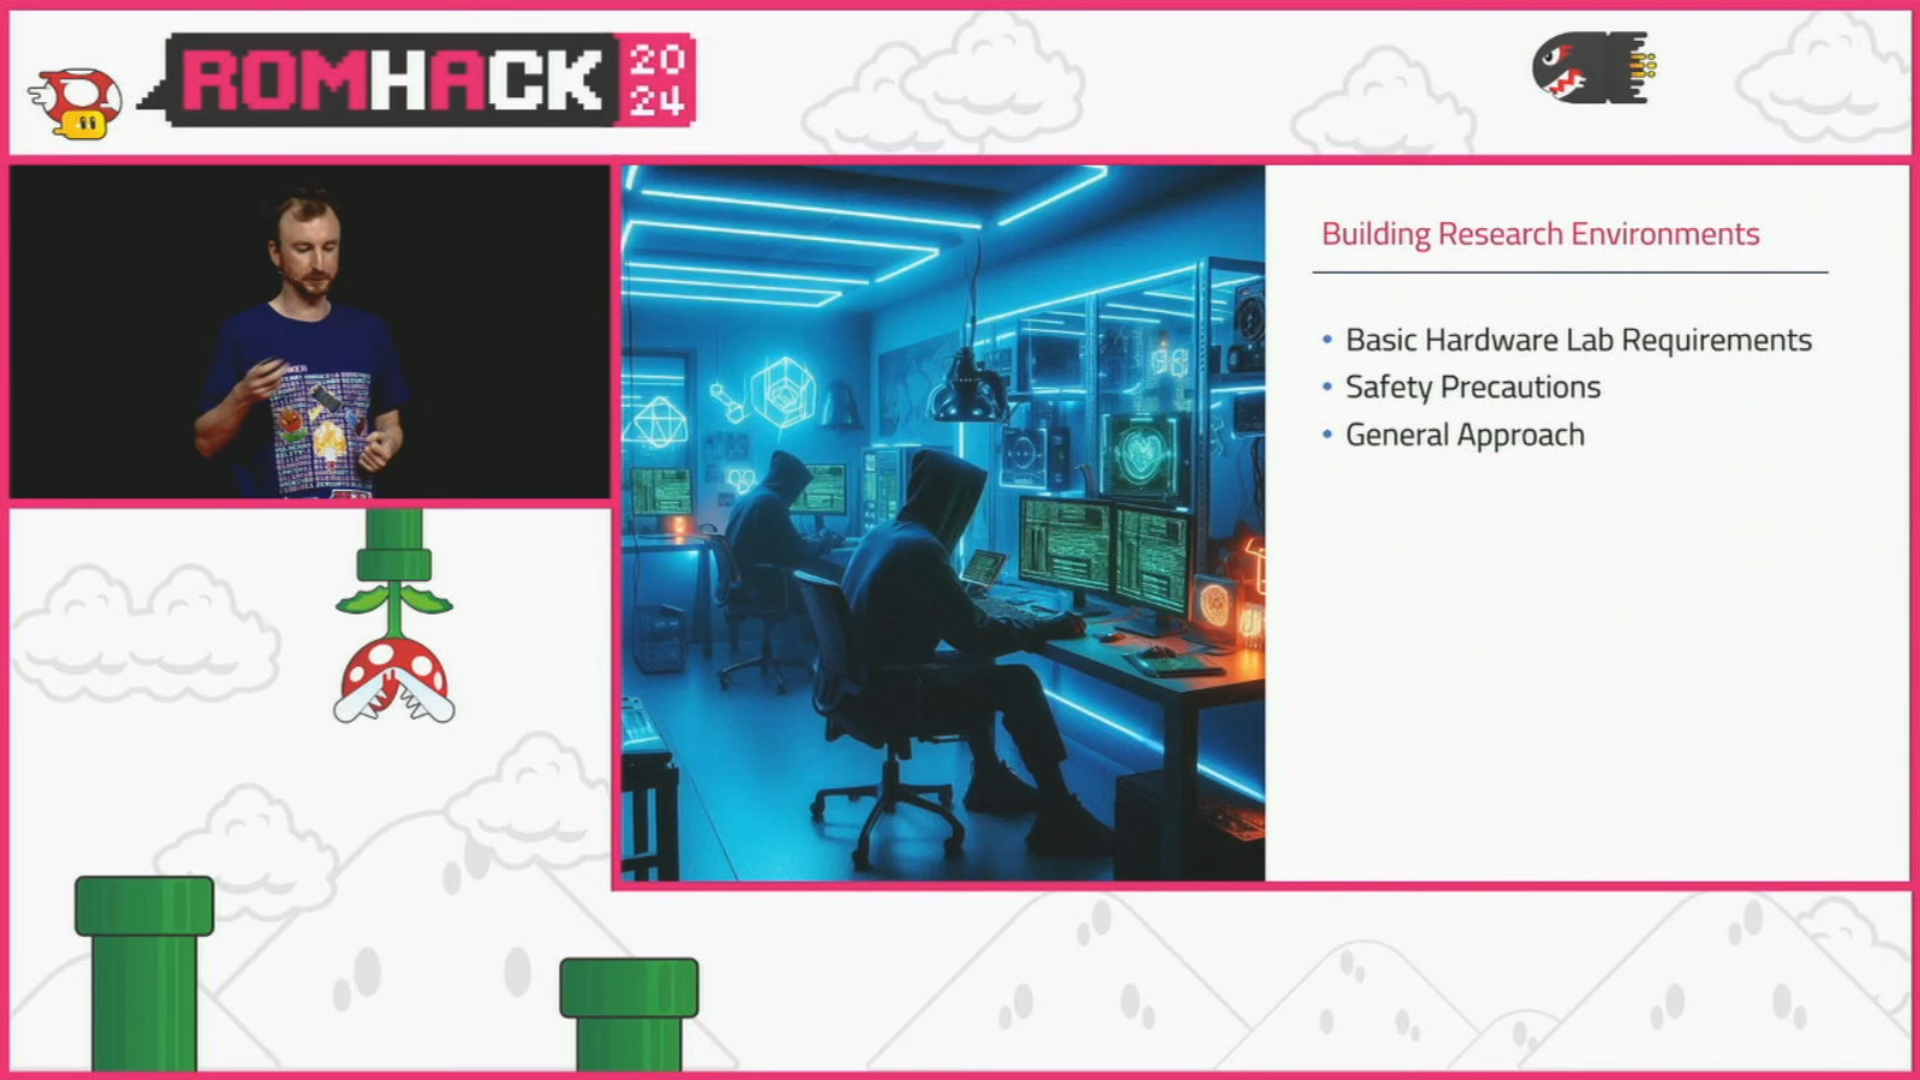 ROMHACK
20
24
Building Research Environments
• Basic Hardware Lab Requirements
• Safety Precautions
• General Approach